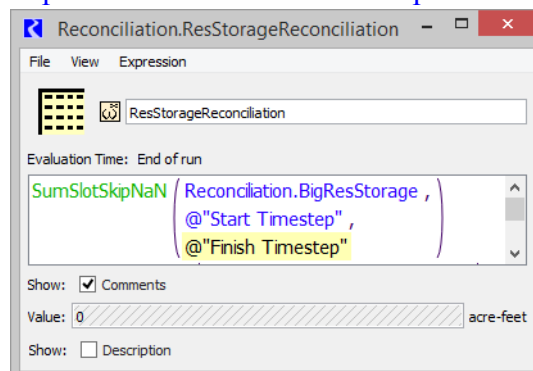 Reconciliation.ResStorageReconciliation
File View Expression
ResStorageReconciliation
Evaluation Time: End of run
SumSlotSkipNaN ( Reconciliation.BigResStorage ,
@"Start Timestep" ,
@"Finish Timestep" )
Show: Comments
Value: 0 acre-feet
Show: Description